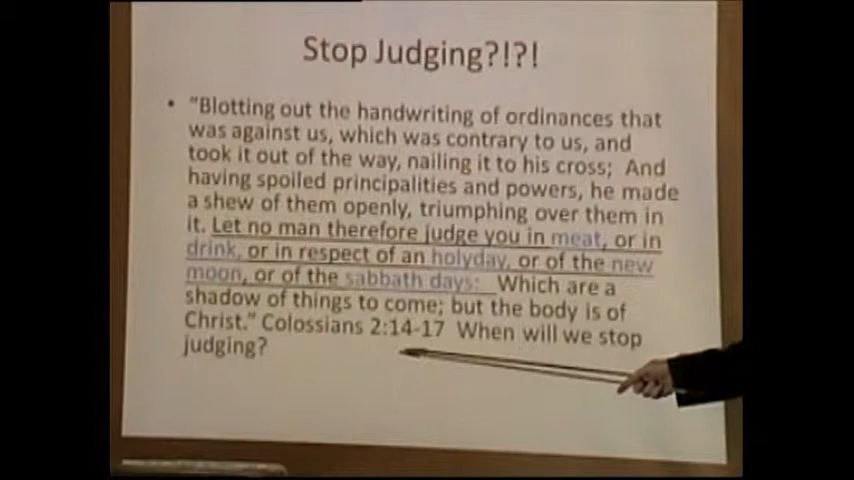 Stop Judging?!?!
• "Blotting out the handwriting of ordinances that
was against us, which was contrary to us, and
took it out of the way, nailing it to his cross; And
having spoiled principalities and powers, he made
a shew of them openly, triumphing over them in
it. Let no man therefore judge you in meat, or in
drink, or in respect of an holyday, or of the new
moon, or of the sabbath days: Which are a
shadow of things to come; but the body is of
Christ." Colossians 2:14-17 When will we stop
judging?